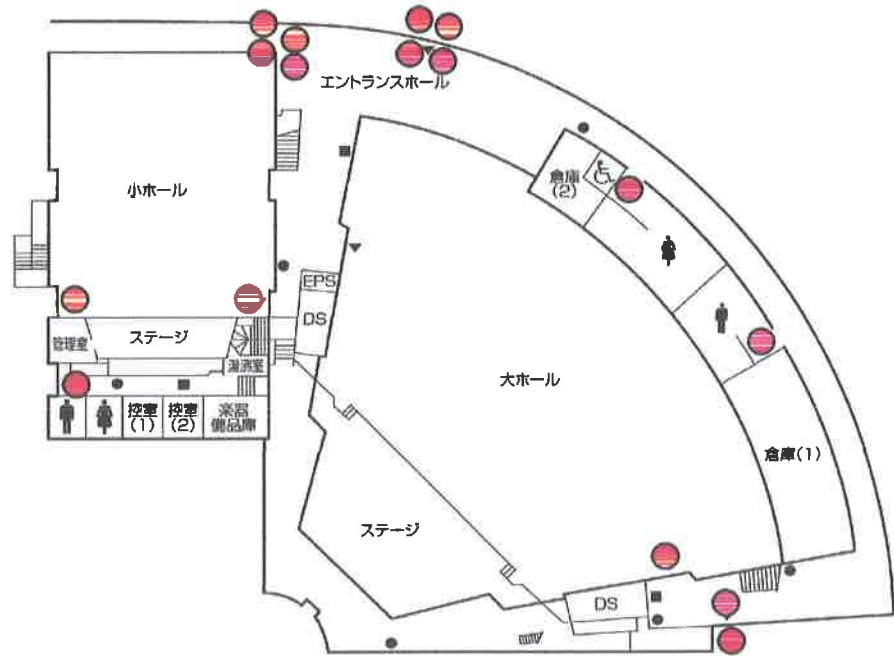 エントランスホール
小ホール
倉庫
(2)
EPS
DS
ステージ
管理室
湯沸室
大ホール
控室
(1)
控室
(2)
楽器
備品庫
倉庫(1)
ステージ
DS